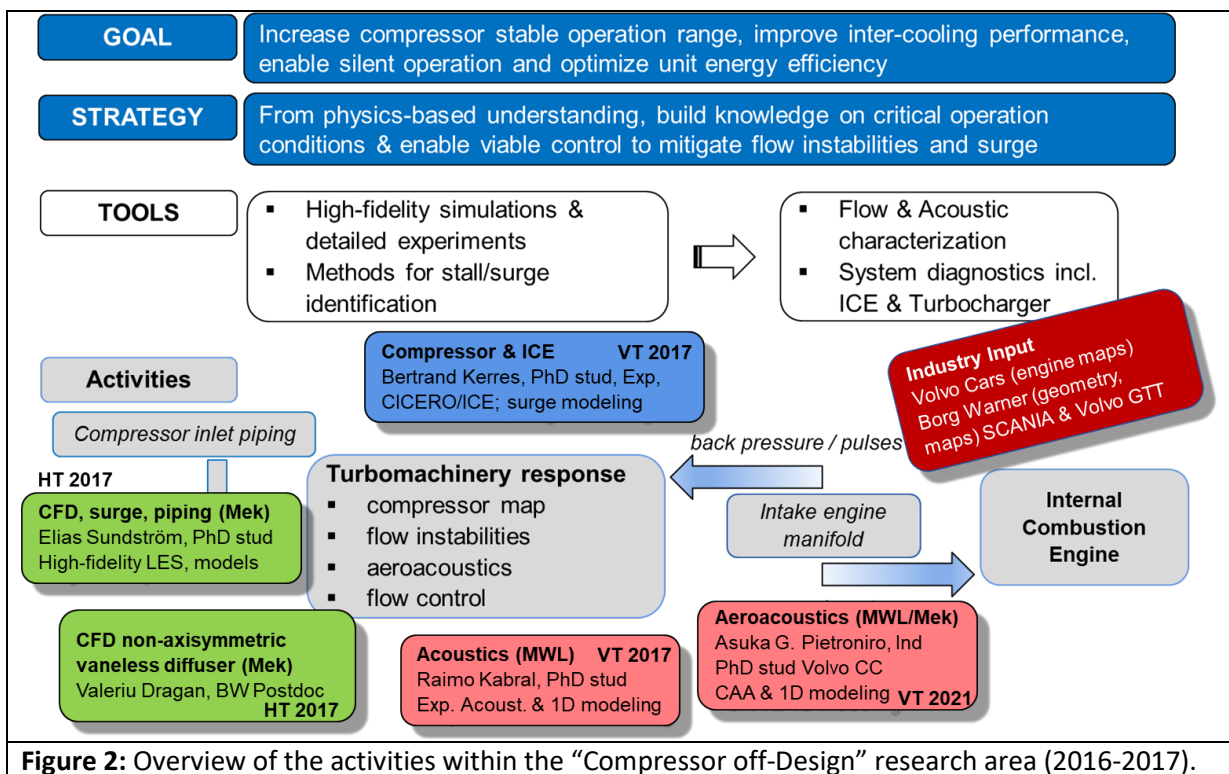 GOAL
Increase compressor stable operation range, improve inter-cooling performance,
enable silent operation and optimize unit energy efficiency
STRATEGY
From physics-based understanding, build knowledge on critical operation
conditions & enable viable control to mitigate flow instabilities and surge
TOOLS
▪ High-fidelity simulations &
detailed experiments
▪ Methods for stall/surge
identification
▪ Flow & Acoustic
characterization
▪ System diagnostics incl.
ICE & Turbocharger
Industry Input
Volvo Cars (engine maps)
Borg Warner (geometry,
maps) SCANIA & Volvo GTT
Compressor & ICE VT 2017
Bertrand Kerres, PhD stud, Exp,
CICERO/ICE; surge modeling
Activities
Compressor inlet piping
HT 2017
CFD, surge, piping (Mek)
Elias Sundström, PhD stud
High-fidelity LES, models
Turbomachinery response
▪ compressor map
▪ flow instabilities
▪ aeroacoustics
▪ flow control
back pressure / pulses
Intake engine
manifold
Internal
Combustion
Engine
CFD non-axisymmetric
vaneless diffuser (Mek)
Valeriu Dragan, BW Postdoc
HT 2017
Acoustics (MWL) VT 2017
Raimo Kabral, PhD stud
Exp. Acoust. & 1D modeling
Aeroacoustics (MWL/Mek)
Asuka G. Pietroniro, Ind
PhD stud Volvo CC
CAA & 1D modeling VT 2021
Figure 2: Overview of the activities within the “Compressor off-Design” research area (2016-2017).